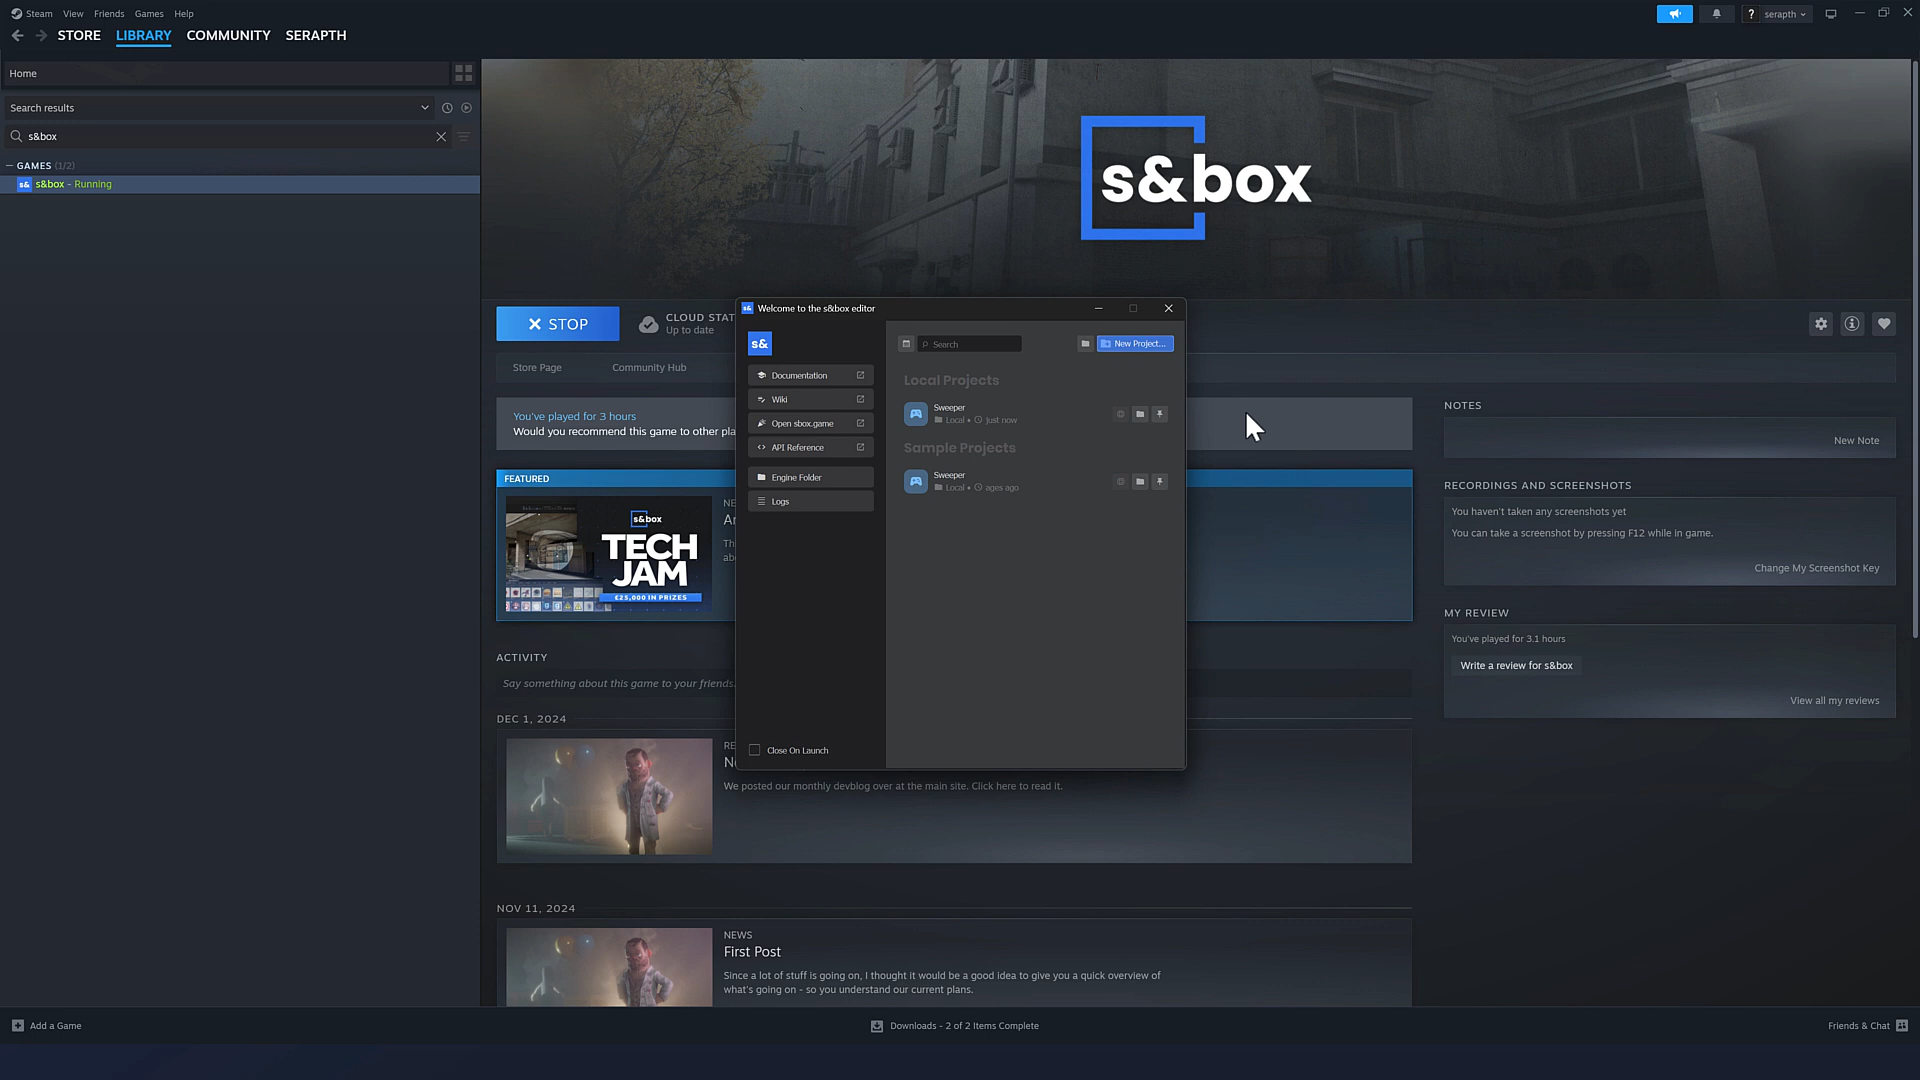 Steam View Friends Games Help
? serapth
STORE LIBRARY COMMUNITY SERAPTH
Home
Search results
s&box
GAMES (1/2)
s& s&box - Running
s&box
STOP
CLOUD STAT
Up to date
Store Page Community Hub
You've played for 3 hours
Would you recommend this game to other pla
FEATURED
s&box
TECH
JAM
£25,000 IN PRIZES
NE
An
Th
abo
ACTIVITY
Say something about this game to your friends.
DEC 1, 2024
We posted our monthly devblog over at the main site. Click here to read it.
NOV 11, 2024
NEWS
First Post
Since a lot of stuff is going on, I thought it would be a good idea to give you a quick overview of
what's going on - so you understand our current plans.
Welcome to the s&box editor
s&
Documentation
Wiki
Open sbox.game
API Reference
Engine Folder
Logs
Close On Launch
Search
New Project...
Local Projects
Sweeper
Local • Just now
Sample Projects
Sweeper
Local • ages ago
NOTES
New Note
RECORDINGS AND SCREENSHOTS
You haven't taken any screenshots yet
You can take a screenshot by pressing F12 while in game.
Change My Screenshot Key
MY REVIEW
You've played for 3.1 hours
Write a review for s&box
View all my reviews
Add a Game
Downloads - 2 of 2 Items Complete
Friends & Chat